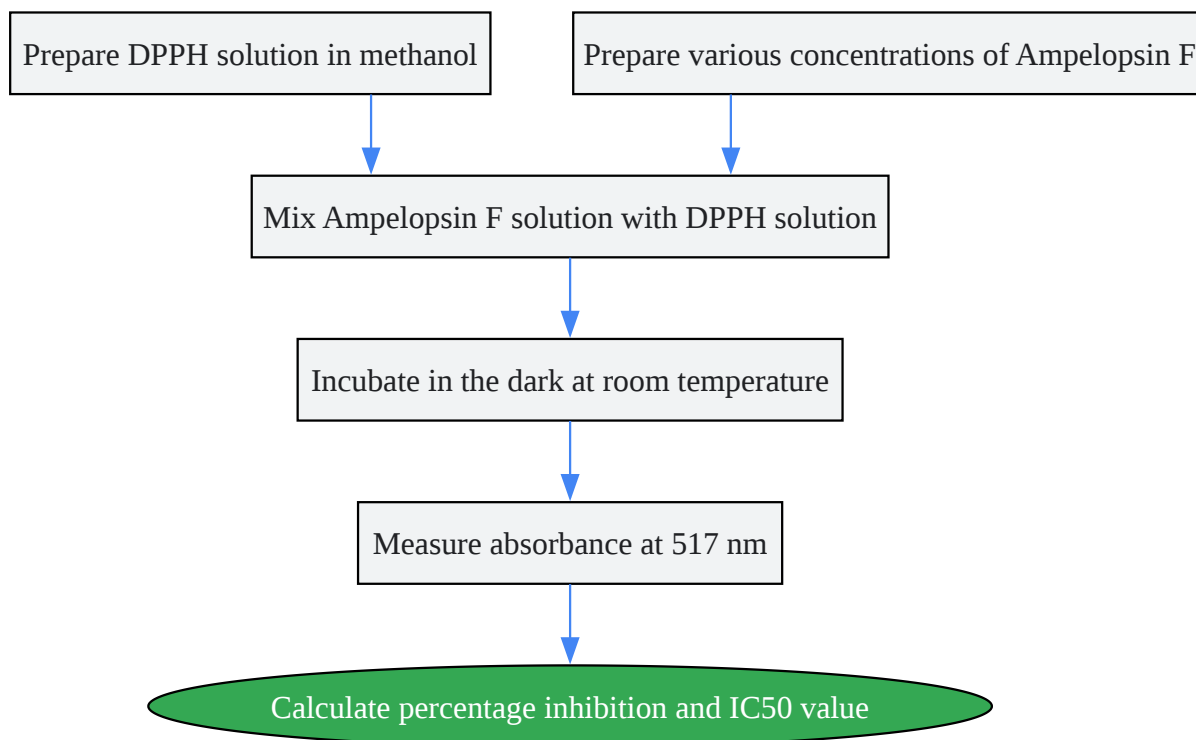 Prepare DPPH solution in methanol
Prepare various concentrations of Ampelopsin F
Mix Ampelopsin F solution with DPPH solution
Incubate in the dark at room temperature
Measure absorbance at 517 nm
Calculate percentage inhibition and IC50 value